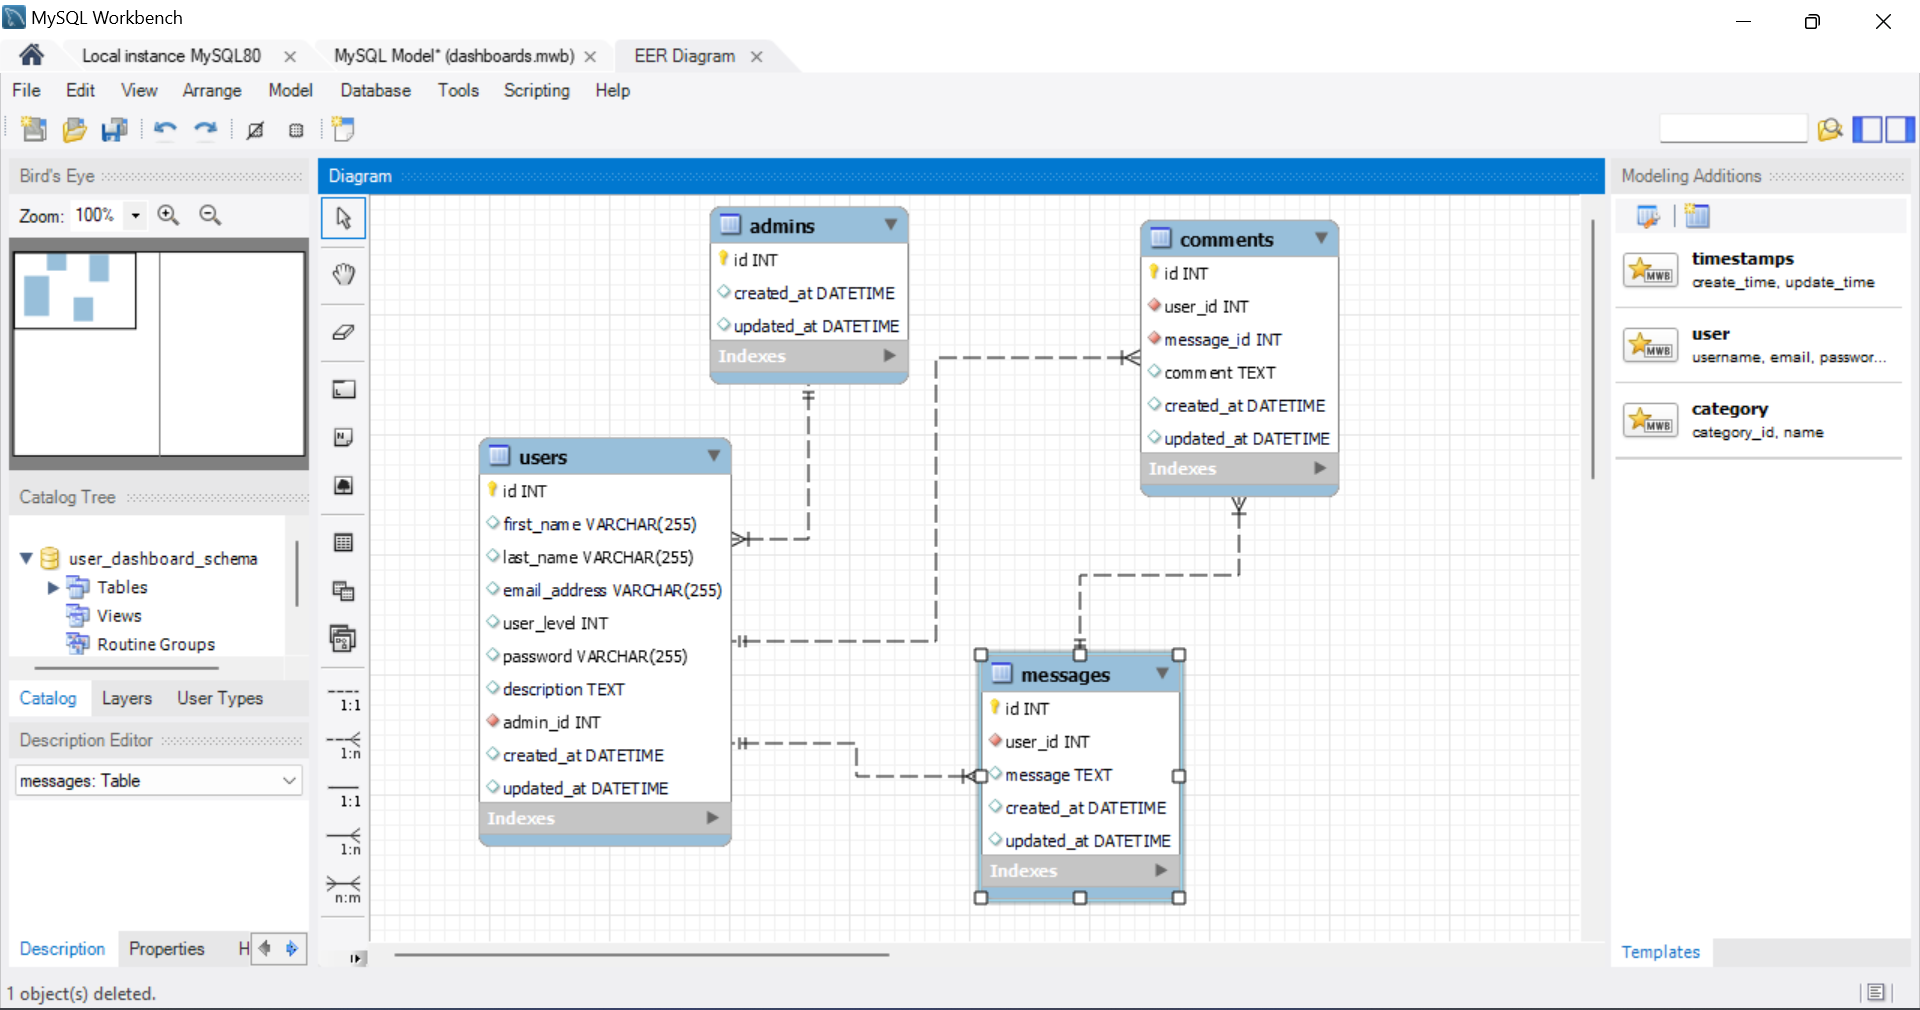 MySQL Workbench
Local instance MySQL80
MySQL Model* (dashboards.mwb)
EER Diagram
File Edit View Arrange Model Database Tools Scripting Help
Bird's Eye
Zoom: 100%
Catalog Tree
user_dashboard_schema
Tables
Views
Routine Groups
Catalog Layers User Types
Description Editor
messages: Table
Description Properties H
1 object(s) deleted.
Diagram
N
1:1
1:n
1:1
1:n
n:m
admins
id INT
created_at DATETIME
updated_at DATETIME
Indexes
users
id INT
first_name VARCHAR(255)
last_name VARCHAR(255)
email_address VARCHAR(255)
user_level INT
password VARCHAR(255)
description TEXT
admin_id INT
created_at DATETIME
updated_at DATETIME
Indexes
comments
id INT
user_id INT
message_id INT
comment TEXT
created_at DATETIME
updated_at DATETIME
Indexes
messages
id INT
user_id INT
message TEXT
created_at DATETIME
updated_at DATETIME
Indexes
Modeling Additions
MWB
timestamps
create_time, update_time
MWB
user
username, email, passwor...
MWB
category
category_id, name
Templates